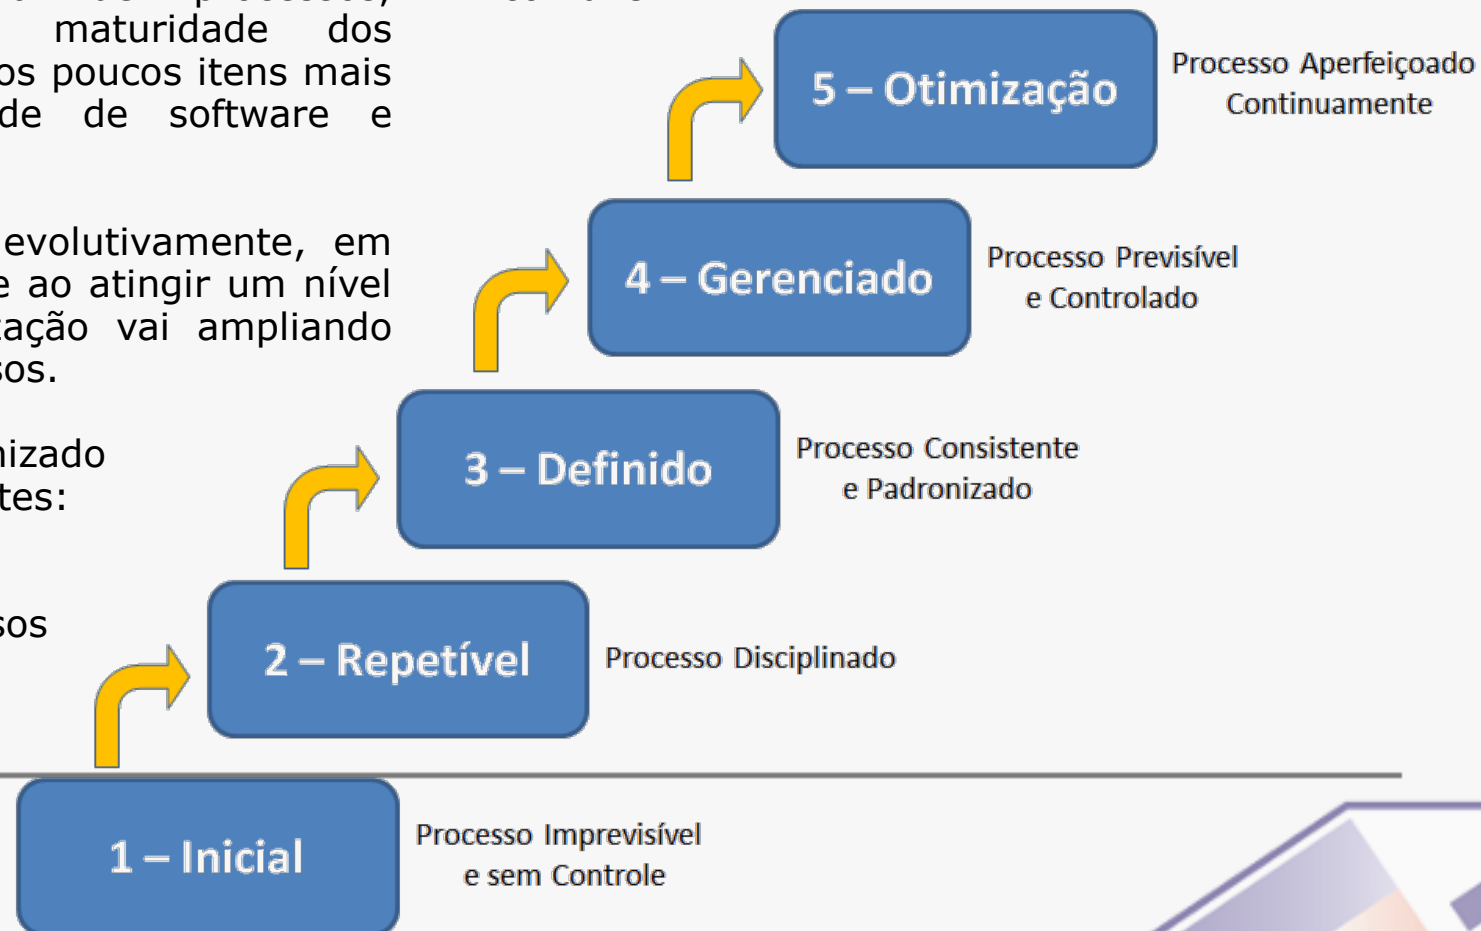 maturidade dos
os poucos itens mais
de de software e
evolutivamente, em
e ao atingir um nível
zação vai ampliando
sos.
nizado
tes:
sos
5 – Otimização
Processo Aperfeiçoado
Continuamente
4 – Gerenciado
Processo Previsível
e Controlado
3 – Definido
Processo Consistente
e Padronizado
2 – Repetível
Processo Disciplinado
1 – Inicial
Processo Imprevisível
e sem Controle